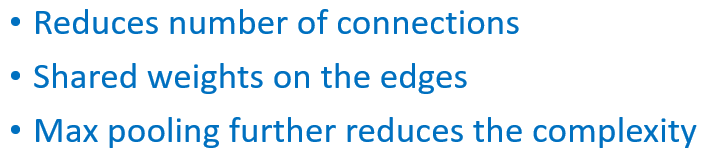 • Reduces number of connections
• Shared weights on the edges
• Max pooling further reduces the complexity